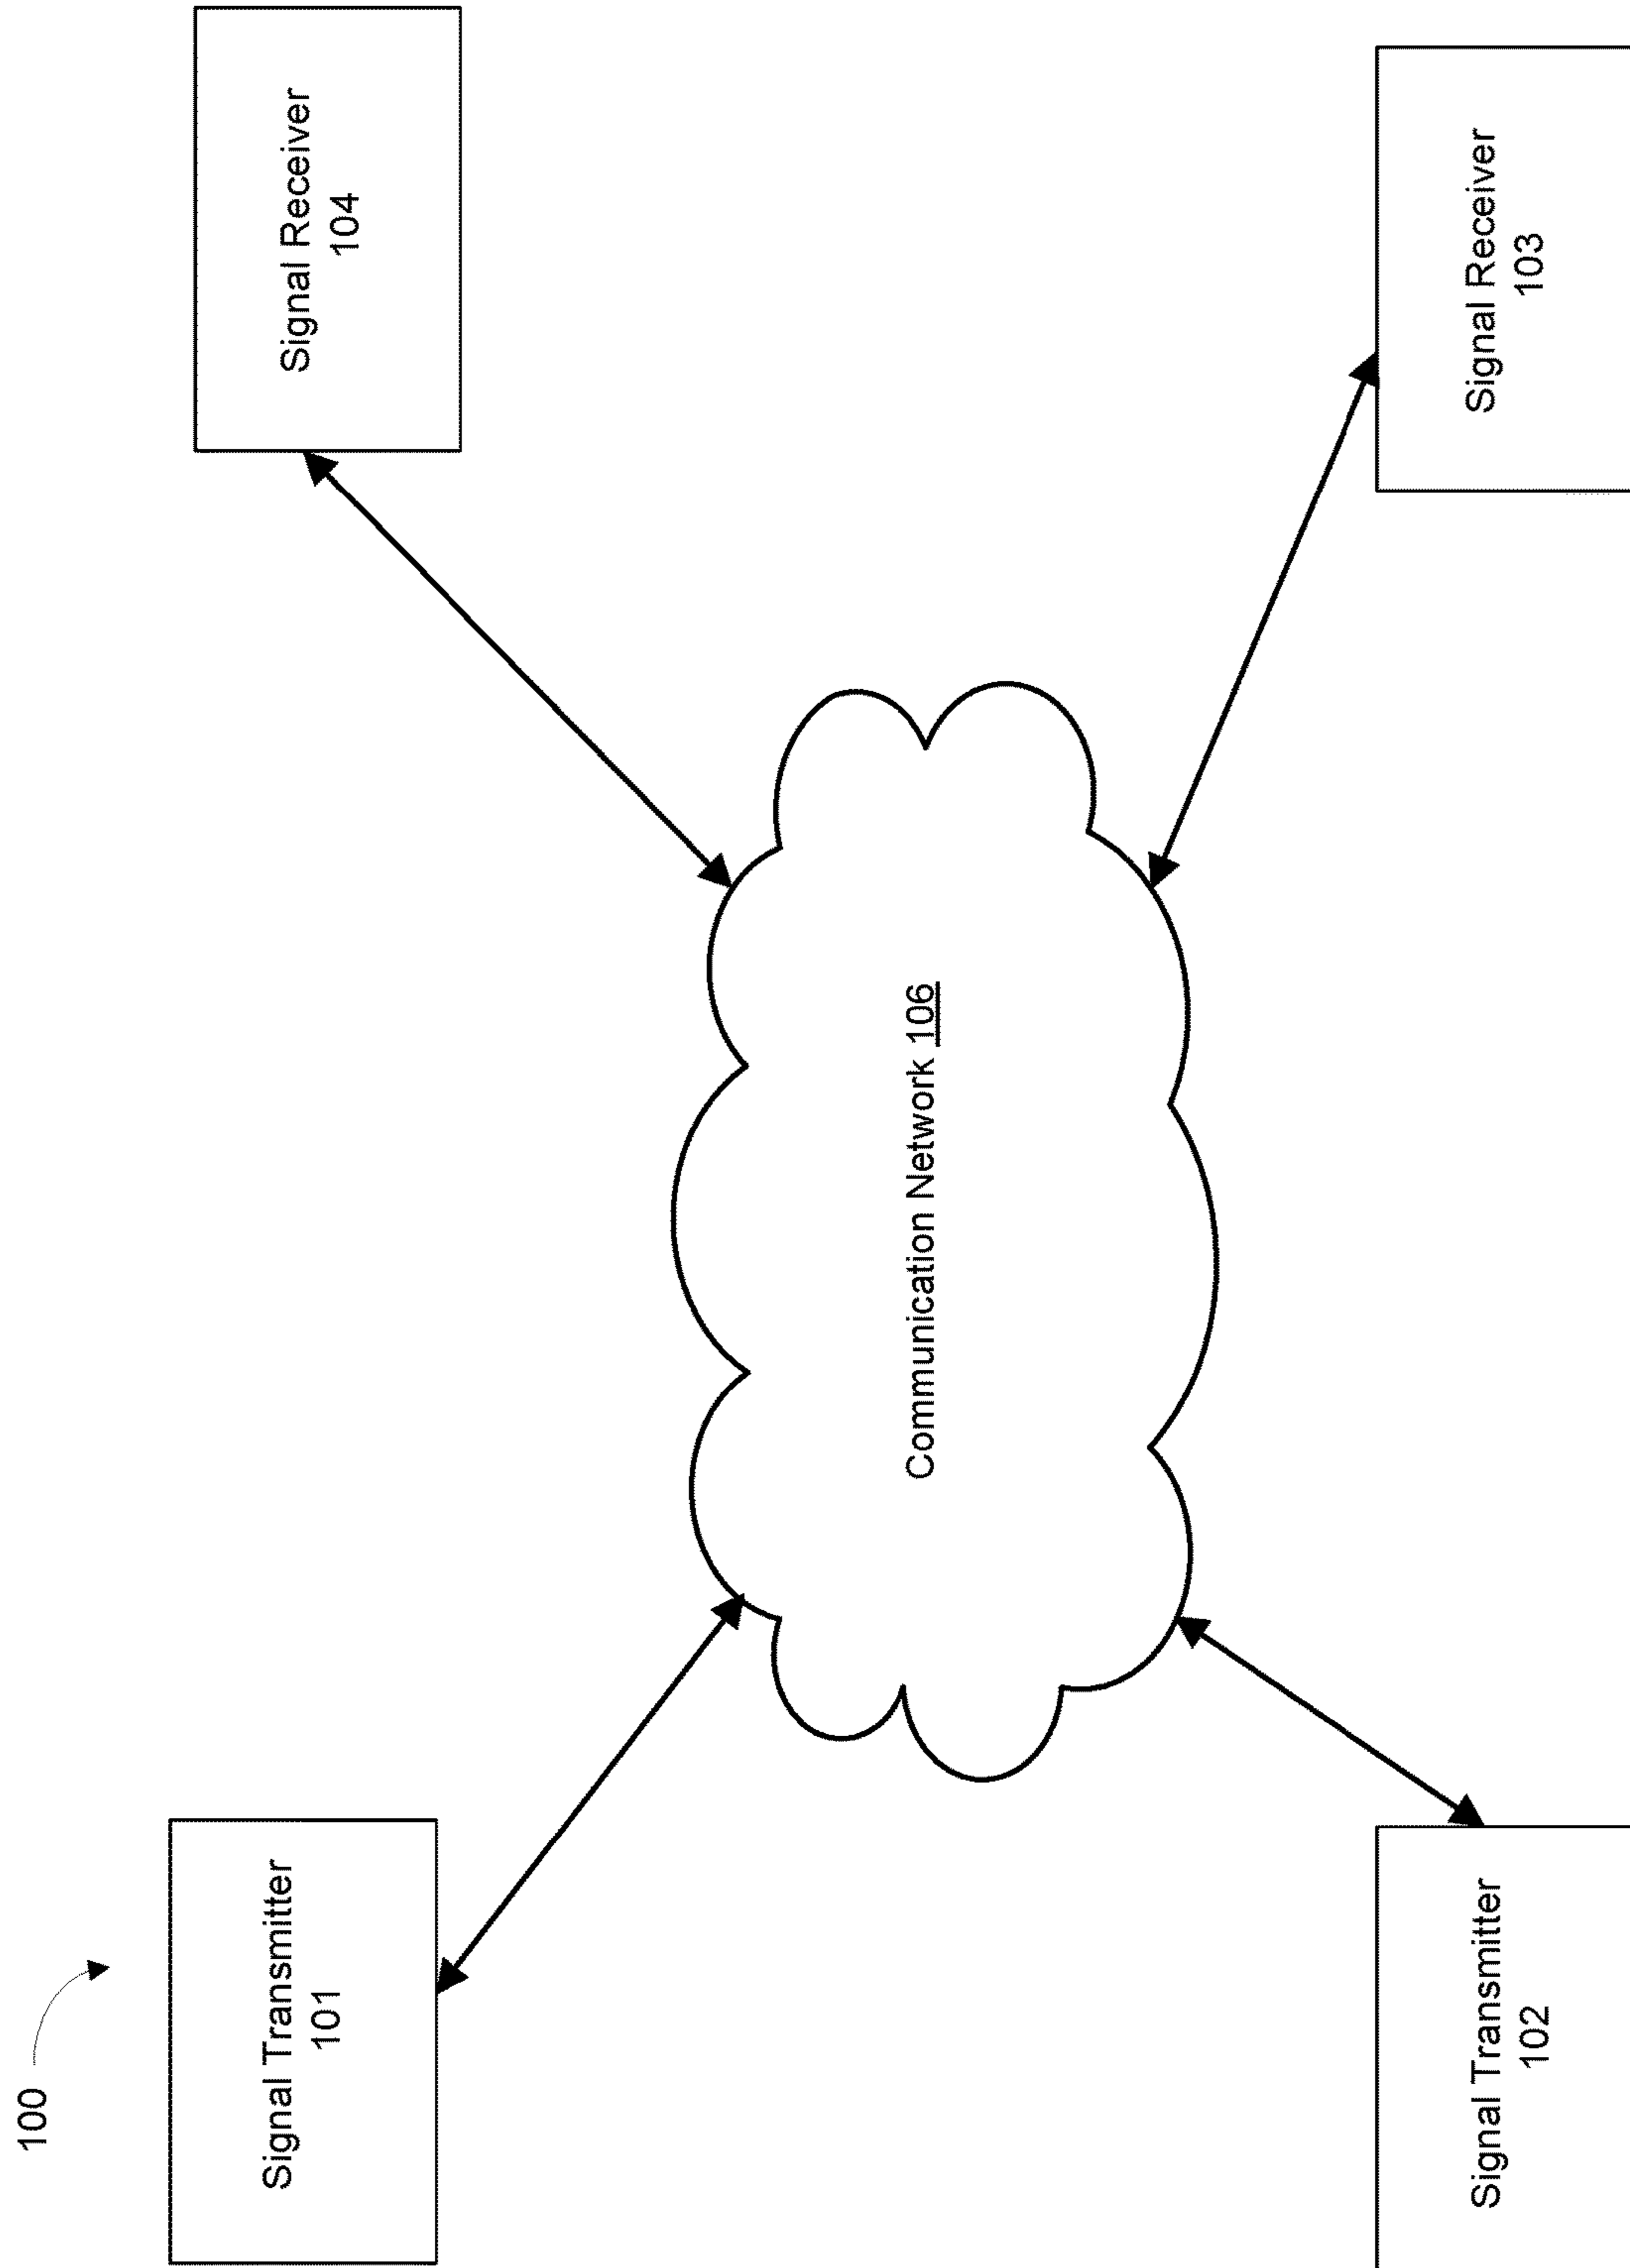 100
Signal Transmitter
101
Signal Receiver
104
Communication Network 106
Signal Transmitter
102
Signal Receiver
103